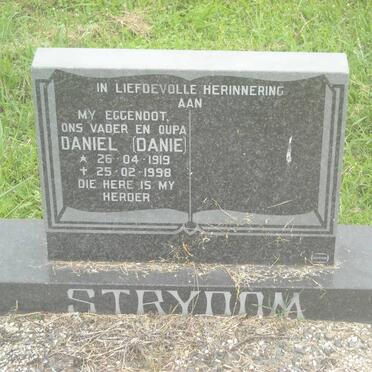 IN LIEFDEVOLLE HERINNERING
AAN
MY EGGENOOT,
ONS VADER EN OUPA
DANIEL (DANIE)
* 26-04-1919
+ 25-02-1998
DIE HERE IS MY
HERDER
STRYDOM